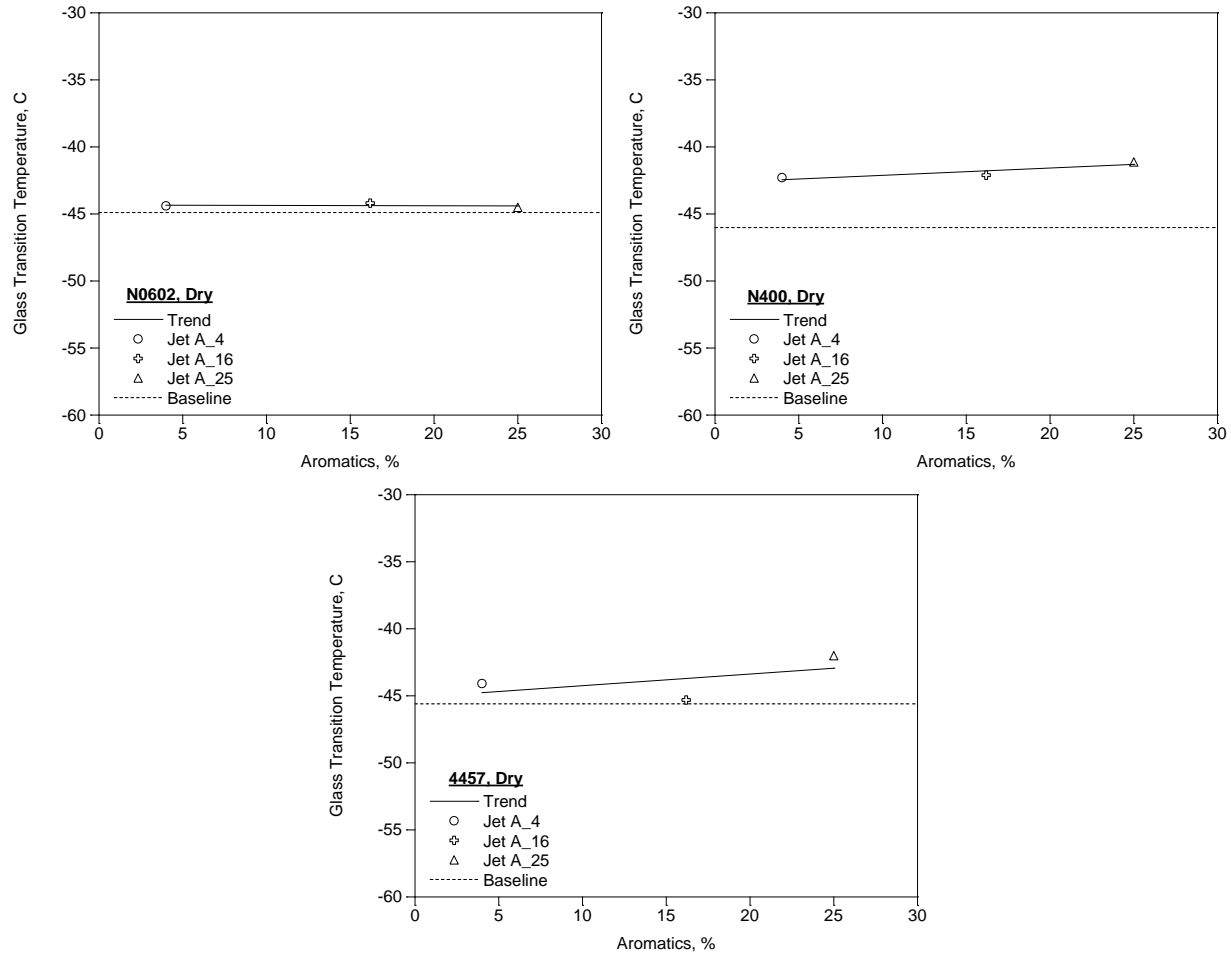 -30
-35
-40
-45
-50
-55
-60
Glass Transition Temperature, C
N0602, Dry
Trend
Jet A_4
Jet A_16
Jet A_25
Baseline
0 5 10 15 20 25 30
Aromatics, %
-30
-35
-40
-45
-50
-55
-60
Glass Transition Temperature, C
N400, Dry
Trend
Jet A_4
Jet A_16
Jet A_25
Baseline
0 5 10 15 20 25 30
Aromatics, %
-30
-35
-40
-45
-50
-55
-60
Glass Transition Temperature, C
4457, Dry
Trend
Jet A_4
Jet A_16
Jet A_25
Baseline
0 5 10 15 20 25 30
Aromatics, %